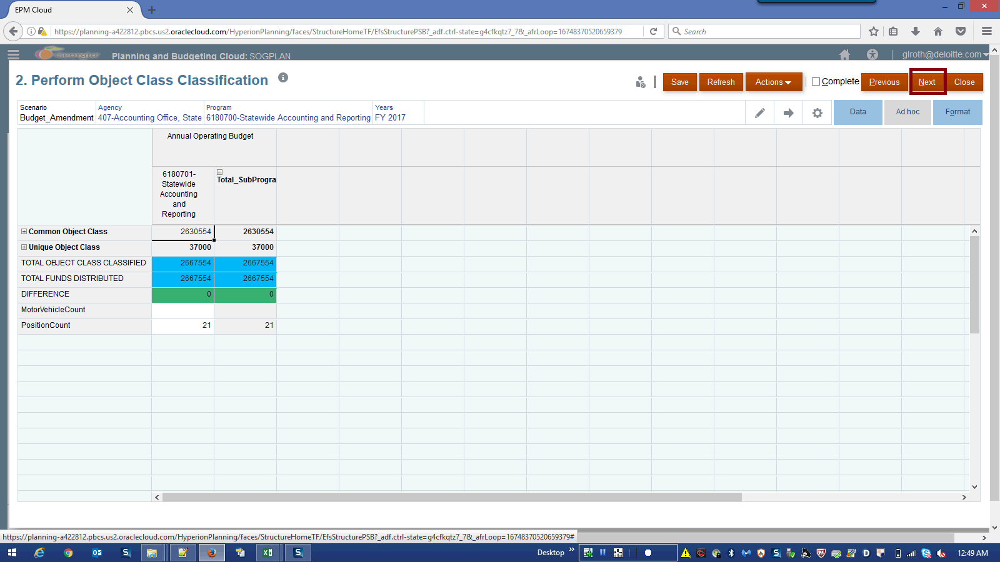 EPM Cloud
https://planning-a422812.pbcs.us2.oraclecloud.com/HyperionPlanning/faces/StructureHomeTF/EfsStructurePSB?_adf.ctrl-state=g4cfkqtz7_7&_afrLoop=16748370520659379
Search
Georgia Planning and Budgeting Cloud: SOGPLAN glroth@deloitte.com
2. Perform Object Class Classification
Save Refresh Actions Complete Previous Next Close
Scenario Agency Program Years
Budget_Amendment 407-Accounting Office, State 6180700-Statewide Accounting and Reporting FY 2017
Data Ad hoc Format
Annual Operating Budget
6180701-
Statewide
Accounting
and
Reporting
Total_SubProgra
Common Object Class 2630554 2630554
Unique Object Class 37000 37000
TOTAL OBJECT CLASS CLASSIFIED 2667554 2667554
TOTAL FUNDS DISTRIBUTED 2667554 2667554
DIFFERENCE 0 0
MotorVehicleCount
PositionCount 21 21
https://planning-a422812.pbcs.us2.oraclecloud.com/HyperionPlanning/faces/StructureHomeTF/EfsStructurePSB?_adf.ctrl-state=g4cfkqtz7_7&_afrLoop=16748370520659379#
Desktop 12:49 AM